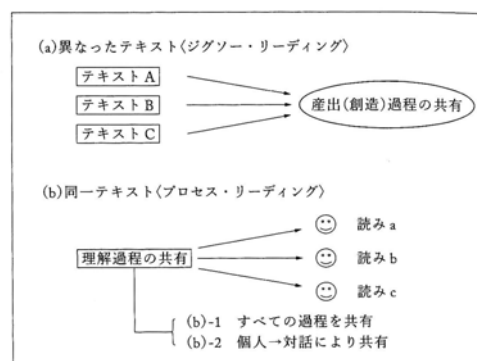 (a)異なったテキスト〈ジグソー・リーディング〉
テキストA
テキストB
テキストC
産出(創造)過程の共有
(b)同一テキスト〈プロセス・リーディング〉
理解過程の共有
読みa
読みb
読みc
(b)-1 すべての過程を共有
(b)-2 個人→対話により共有